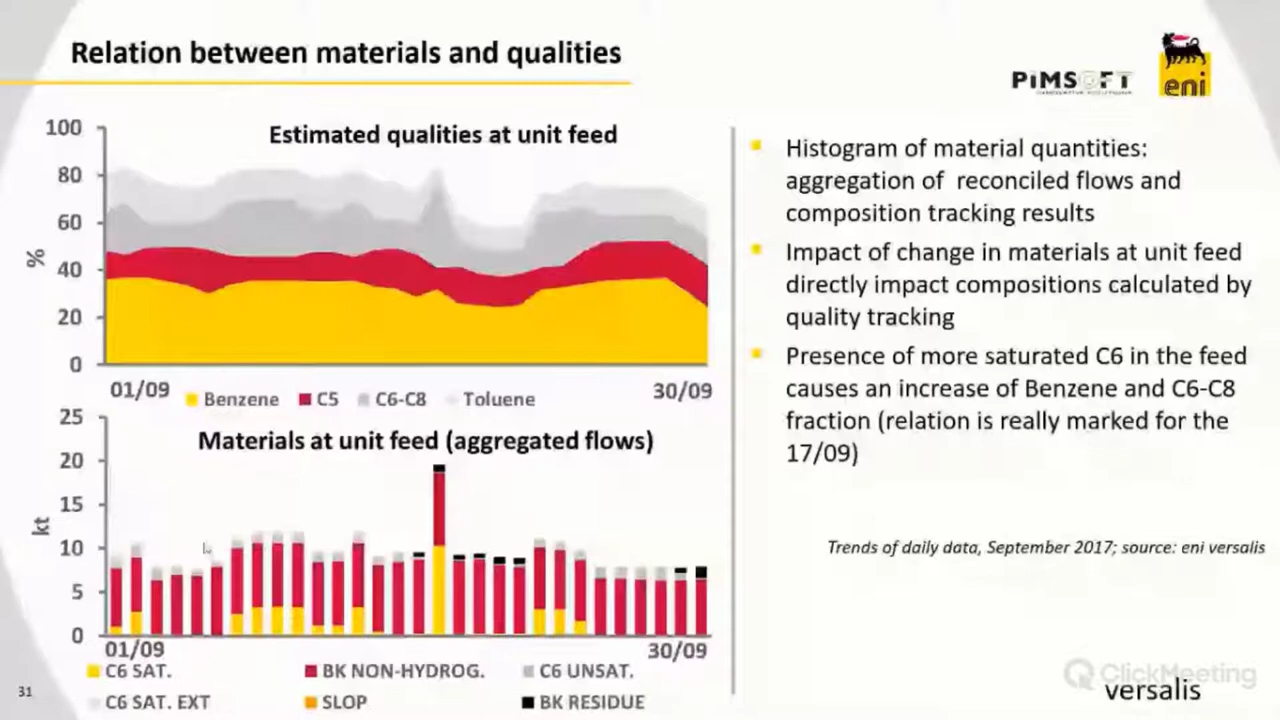 Relation between materials and qualities
PiMSOFT
eni
Estimated qualities at unit feed
100
80
60
40
20
0
%
01/09
30/09
Benzene C5 C6-C8 Toluene
Materials at unit feed (aggregated flows)
25
20
15
10
5
0
kt
01/09
30/09
C6 SAT. BK NON-HYDROG. C6 UNSAT.
C6 SAT. EXT SLOP BK RESIDUE
Histogram of material quantities:
aggregation of reconciled flows and
composition tracking results
Impact of change in materials at unit feed
directly impact compositions calculated by
quality tracking
Presence of more saturated C6 in the feed
causes an increase of Benzene and C6-C8
fraction (relation is really marked for the
17/09)
Trends of daily data, September 2017; source: eni versalis
31
ClickMeeting
versalis